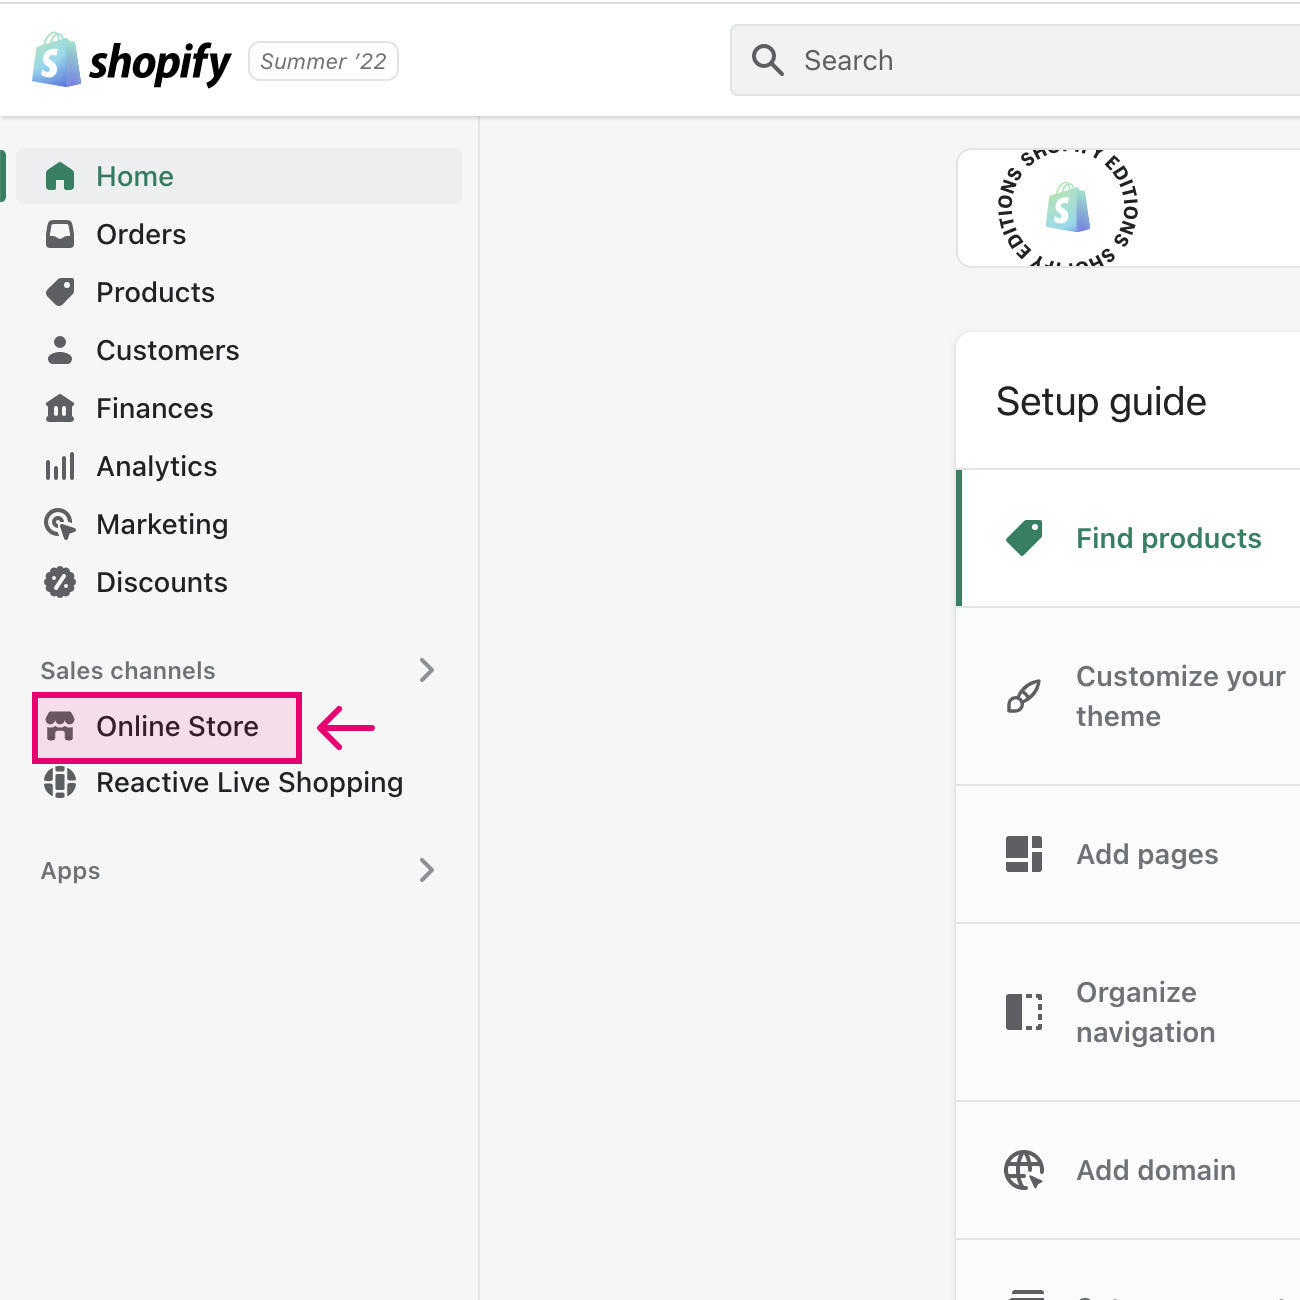 shopify Summer '22
Search
Home
Orders
Products
Customers
Finances
Analytics
Marketing
Discounts
Sales channels
Online Store
Reactive Live Shopping
Apps
EDITIONS SHOPIFY EDITIONS SHOPIFY
Setup guide
Find products
Customize your
theme
Add pages
Organize
navigation
Add domain